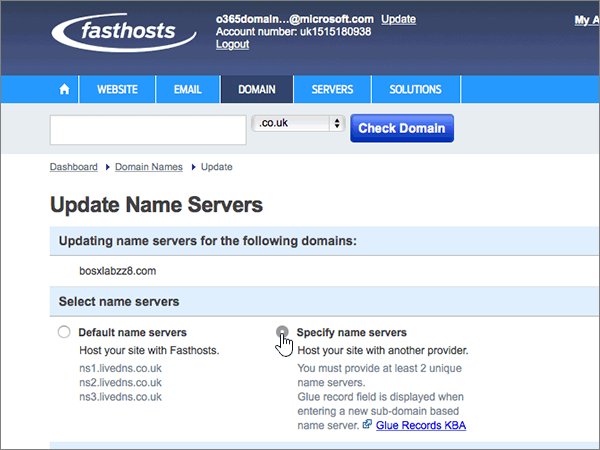 fasthosts
o365domain...@microsoft.com Update
Account number: uk1515180938
Logout
My A
WEBSITE EMAIL DOMAIN SERVERS SOLUTIONS
.co.uk Check Domain
Dashboard Domain Names Update
Update Name Servers
Updating name servers for the following domains:
bosxlabzz8.com
Select name servers
Default name servers
Host your site with Fasthosts.
ns1.livedns.co.uk
ns2.livedns.co.uk
ns3.livedns.co.uk
Specify name servers
Host your site with another provider.
You must provide at least 2 unique
name servers.
Glue record field is displayed when
entering a new sub-domain based
name server. Glue Records KBA